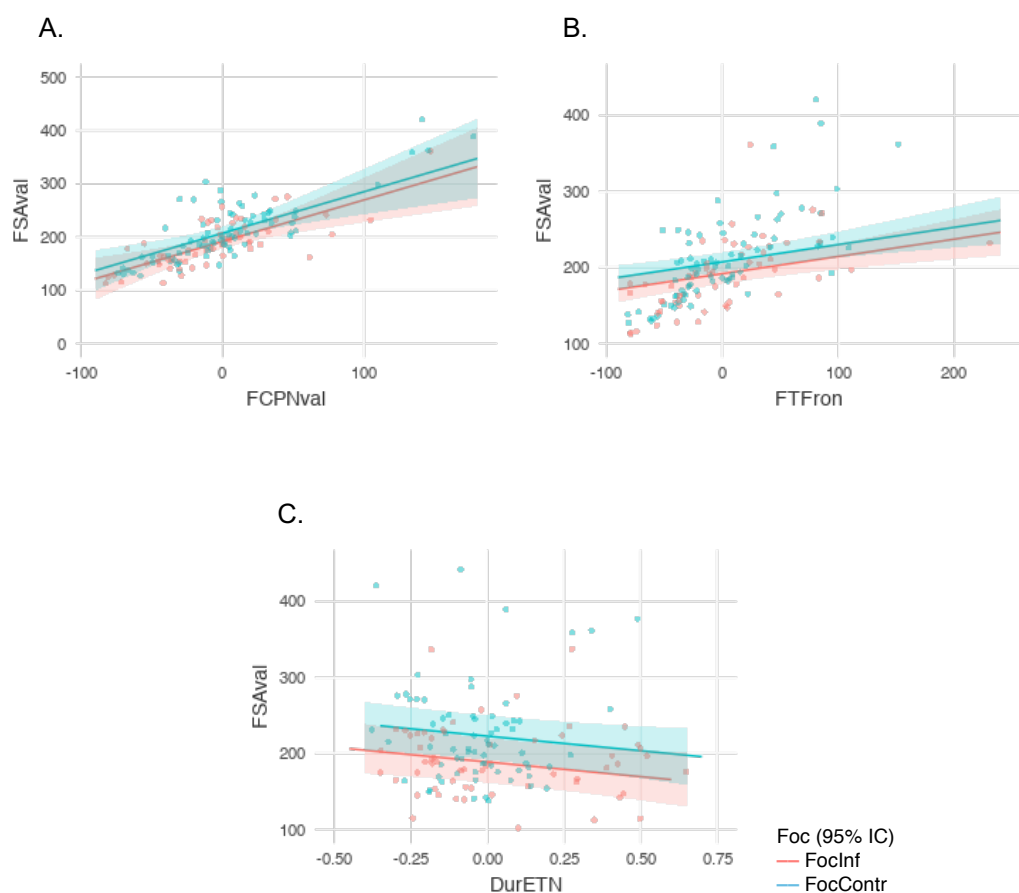 A.
500
400
300
200
100
0
-100
0
100
FCPNval
FSAval
B.
400
300
200
100
-100
0
100
200
FTFron
FSAval
C.
400
300
200
100
-0.50
-0.25
0.00
0.25
0.50
0.75
DurETN
FSAval
Foc (95% IC)
FocInf
FocContr